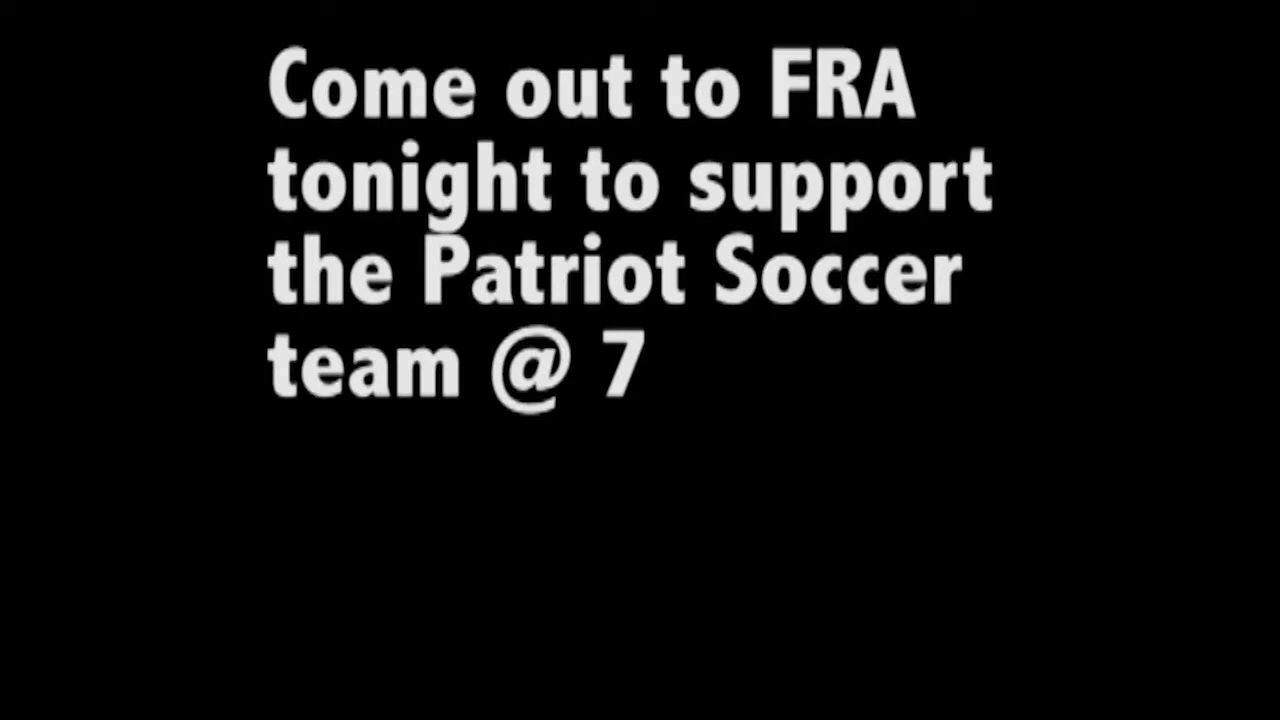 Come out to FRA
tonight to support
the Patriot Soccer
team @ 7